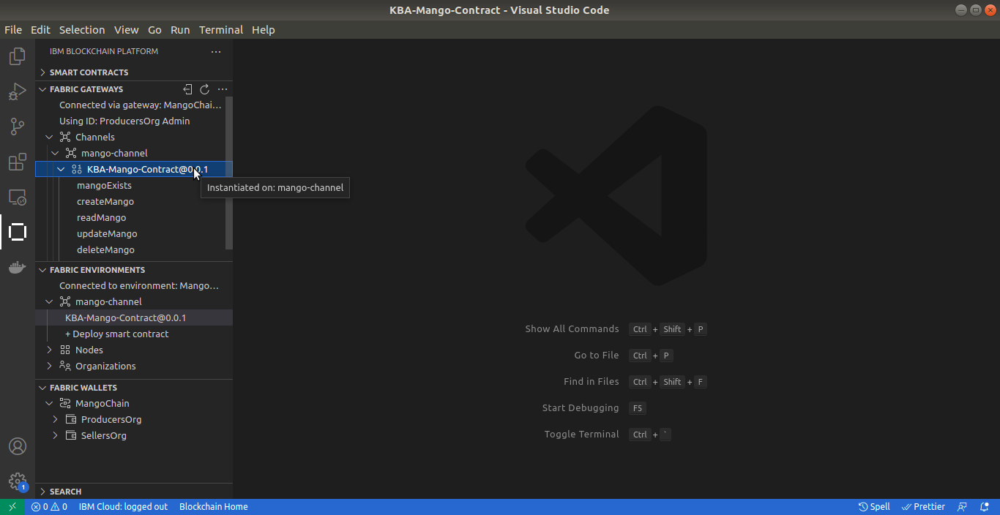 KBA-Mango-Contract - Visual Studio Code
File Edit Selection View Go Run Terminal Help
IBM BLOCKCHAIN PLATFORM
SMART CONTRACTS
FABRIC GATEWAYS
Connected via gateway: MangoChai...
Using ID: ProducersOrg Admin
Channels
mango-channel
KBA-Mango-Contract@0.0.1
Instantiated on: mango-channel
mangoExists
createMango
readMango
updateMango
deleteMango
FABRIC ENVIRONMENTS
Connected to environment: Mango...
mango-channel
KBA-Mango-Contract@0.0.1
+ Deploy smart contract
Nodes
Organizations
FABRIC WALLETS
MangoChain
ProducersOrg
SellersOrg
SEARCH
Show All Commands Ctrl + Shift + P
Go to File Ctrl + P
Find in Files Ctrl + Shift + F
Start Debugging F5
Toggle Terminal Ctrl + `
1
0 0 IBM Cloud: logged out Blockchain Home Spell Prettier